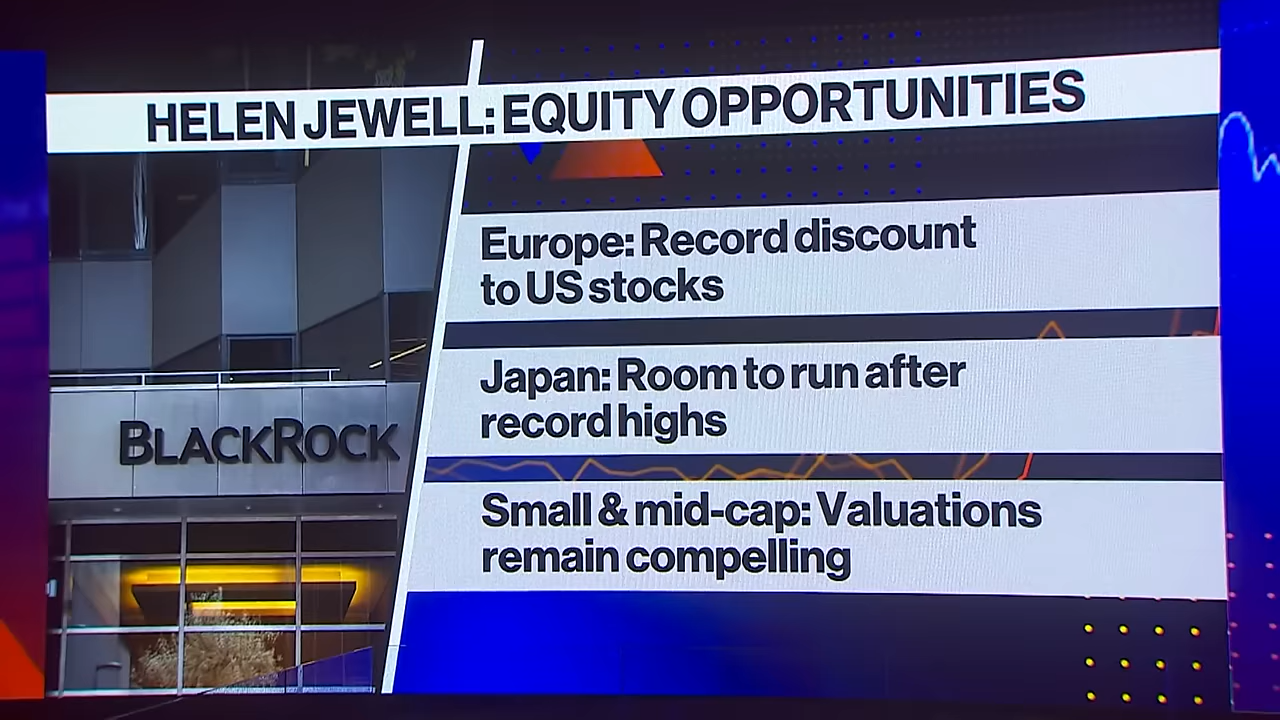 HELEN JEWELL: EQUITY OPPORTUNITIES
Europe: Record discount
to US stocks
Japan: Room to run after
record highs
BLACKROCK
Small & mid-cap: Valuations
remain compelling